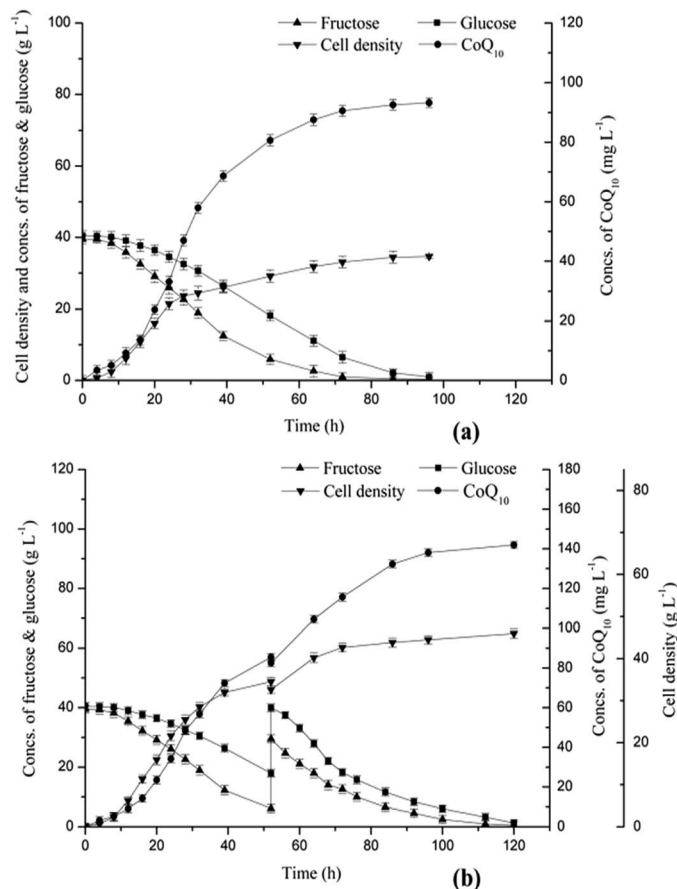 Fructose Glucose
Cell density CoQ10
Cell density and concs. of fructose & glucose (g L-1)
100
80
60
40
20
0
Concs. of CoQ10 (mg L-1)
120
100
80
60
40
20
0
0 20 40 60 80 100 120
Time (h)
(a)
Fructose Glucose
Cell density CoQ10
Concs. of fructose & glucose (g L-1)
120
100
80
60
40
20
0
Concs. of CoQ10 (mg L-1)
180
160
140
120
100
80
60
40
20
0
Cell density (g L-1)
80
60
40
20
0
0 20 40 60 80 100 120
Time (h)
(b)